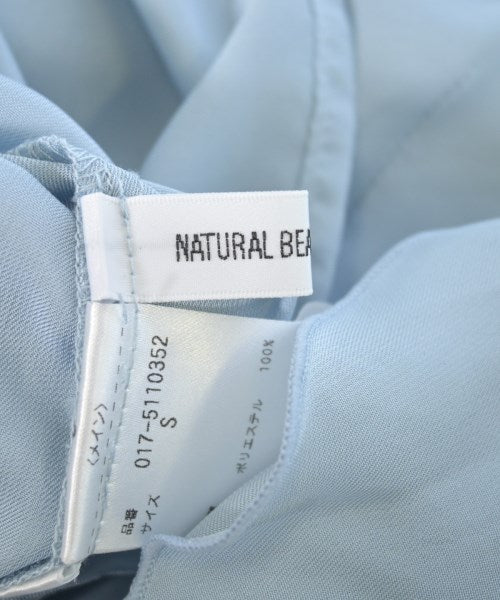 NATURAL BEA
〈メイン〉
品番 017-5110352
サイズ S
ポリエステル 100%